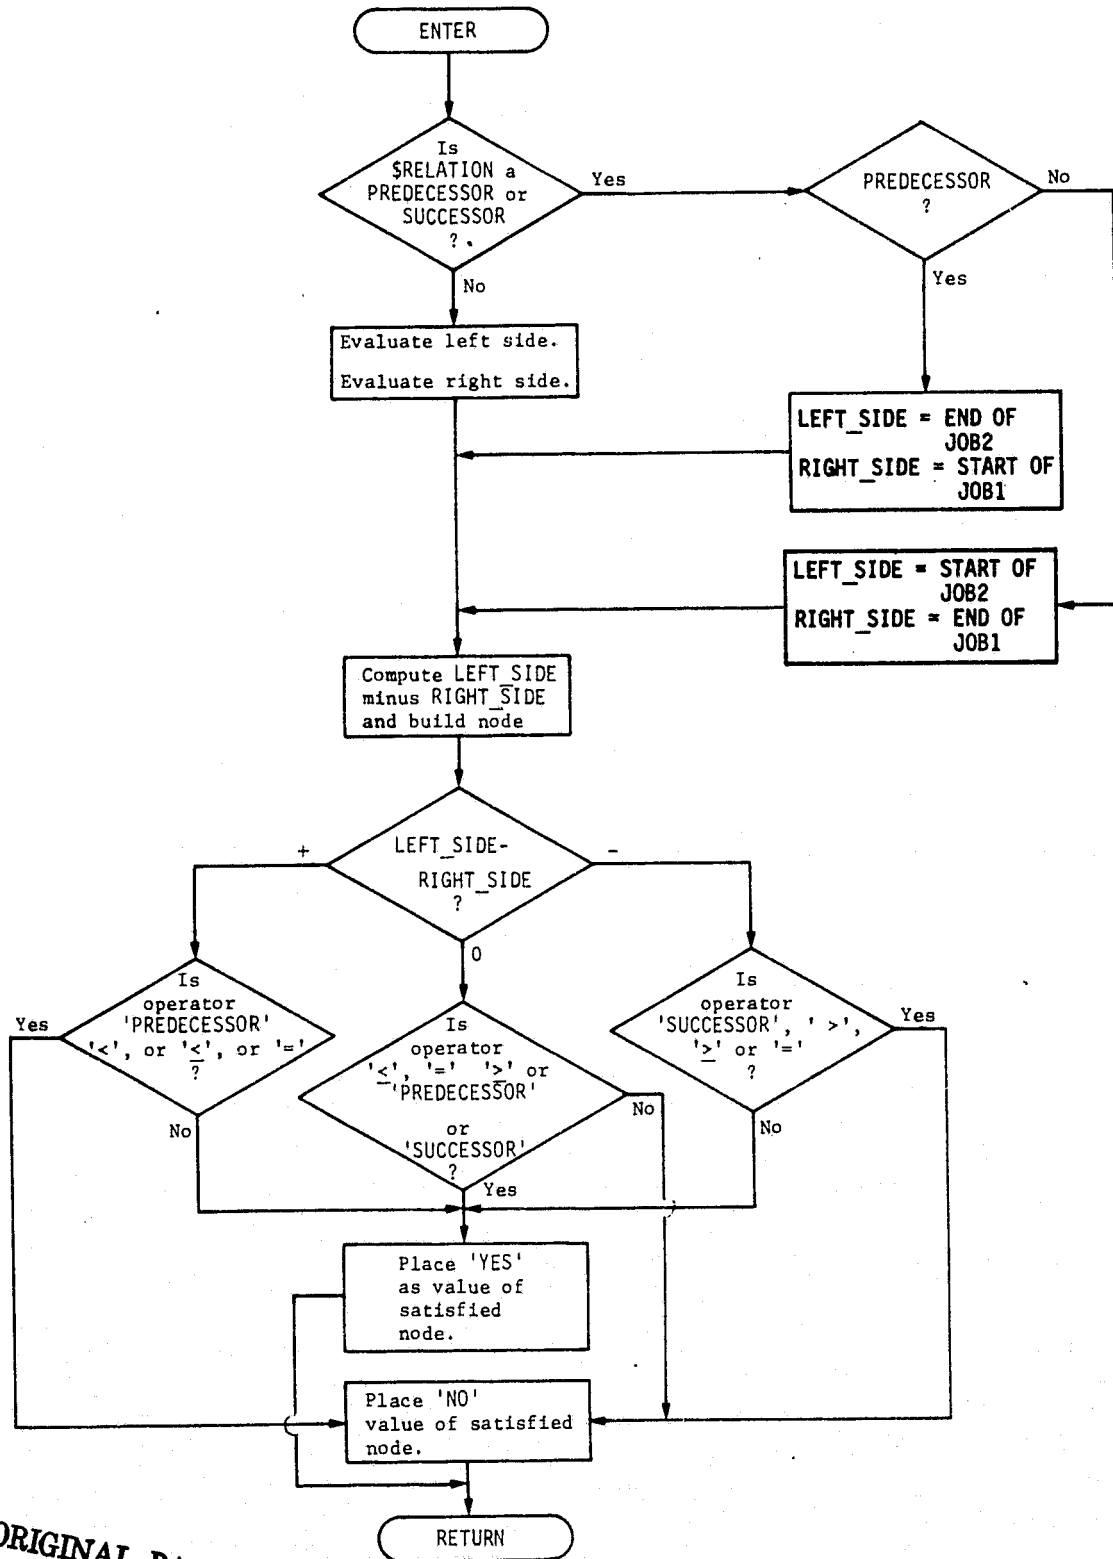 ENTER
Is
$RELATION a
PREDECESSOR or
SUCCESSOR
?
Yes
No
PREDECESSOR
?
No
Yes
Evaluate left side.
Evaluate right side.
LEFT_SIDE = END OF
JOB2
RIGHT_SIDE = START OF
JOB1
LEFT_SIDE = START OF
JOB2
RIGHT_SIDE = END OF
JOB1
Compute LEFT_SIDE
minus RIGHT_SIDE
and build node
LEFT_SIDE-
RIGHT_SIDE
?
+
-
0
Is
operator
'PREDECESSOR'
'<', or '≤', or '='
?
Yes
No
Is
operator
'≤', '=' '≥' or
'PREDECESSOR'
or
'SUCCESSOR'
?
No
Yes
Is
operator
'SUCCESSOR', '>',
'≥' or '='
?
Yes
No
Place 'YES'
as value of
satisfied
node.
Place 'NO'
value of satisfied
node.
RETURN
ORIGINAL